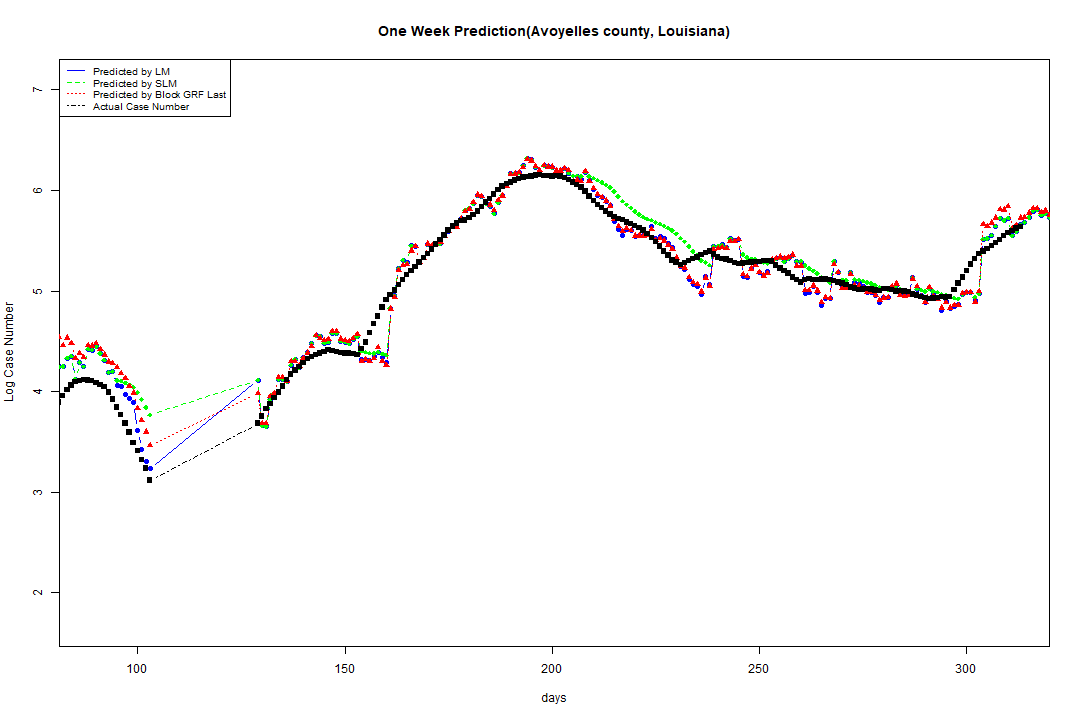 One Week Prediction(Avoyelles county, Louisiana)
Predicted by LM
Predicted by SLM
Predicted by Block GRF Last
Actual Case Number
7
6
5
4
3
2
Log Case Number
100 150 200 250 300
days